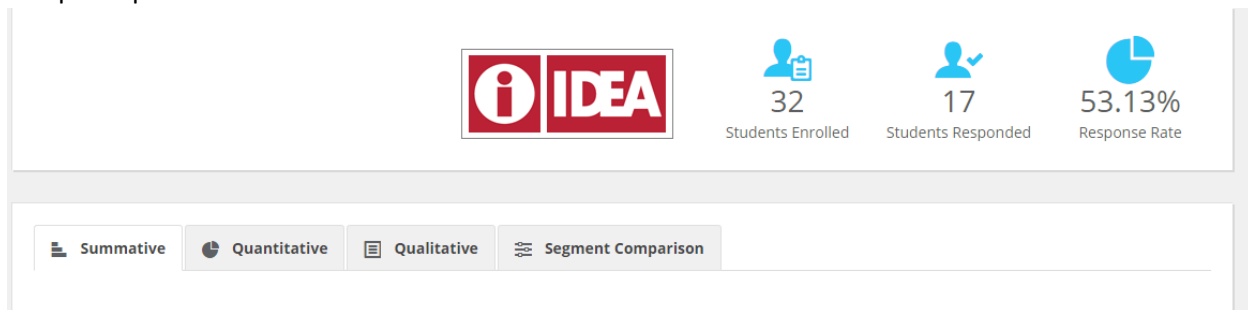 i IDEA
32 17 53.13%
Students Enrolled Students Responded Response Rate
Summative Quantitative Qualitative Segment Comparison